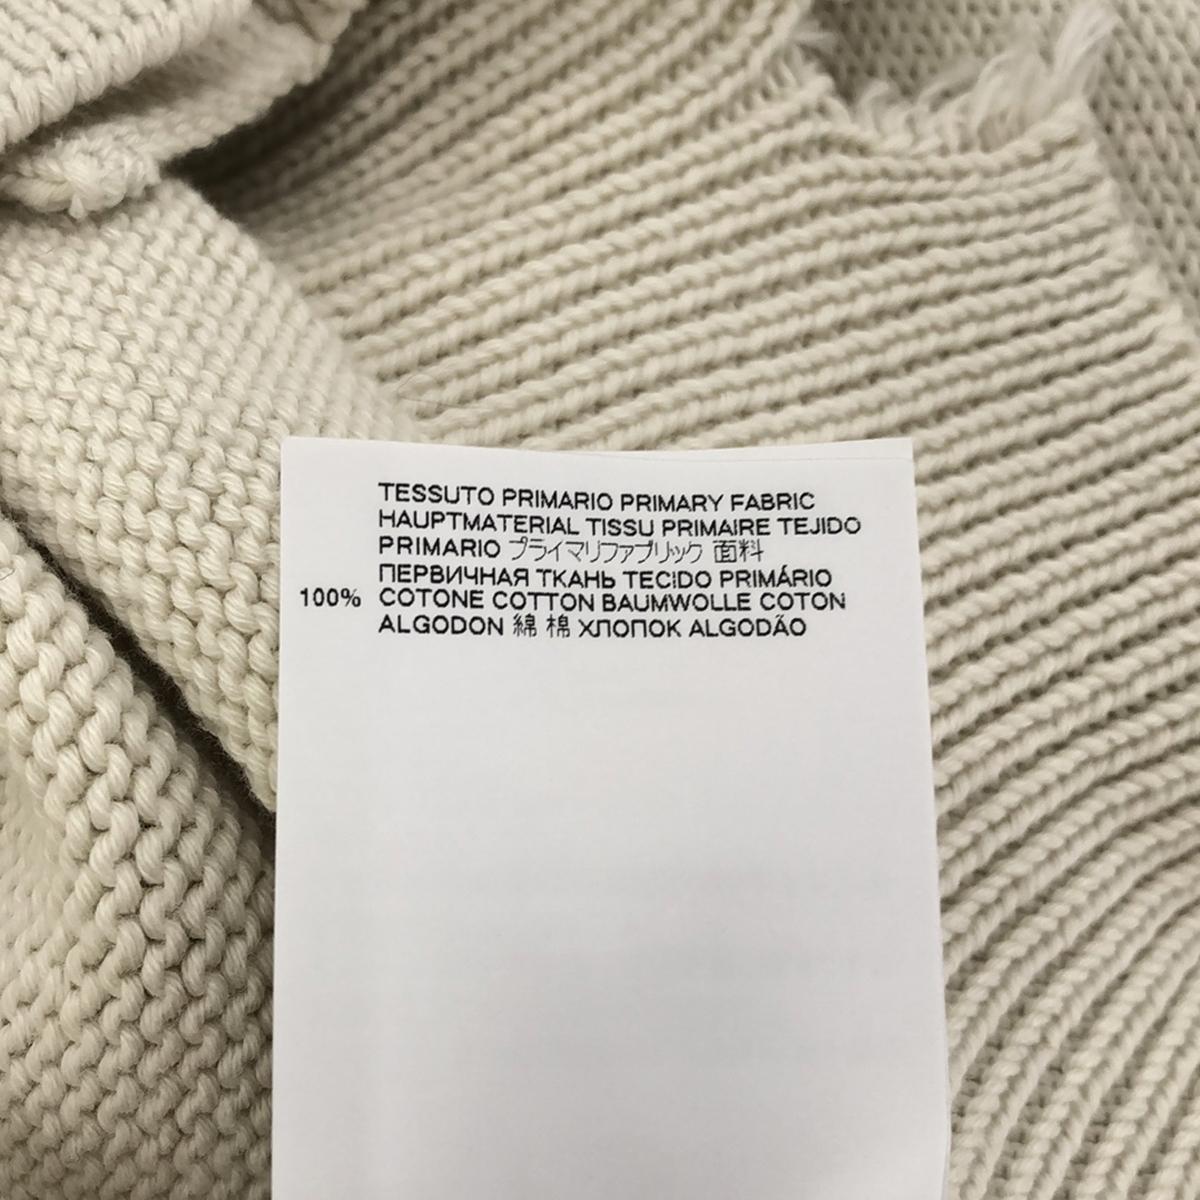 TESSUTO PRIMARIO PRIMARY FABRIC
HAUPTMATERIAL TISSU PRIMAIRE TEJIDO
PRIMARIO プライマリファブリック 面料
ПЕРВИЧНАЯ ТКАНЬ TECIDO PRIMÁRIO
100% COTONE COTTON BAUMWOLLE COTON
ALGODON 綿 棉 ХЛОПОК ALGODÃO